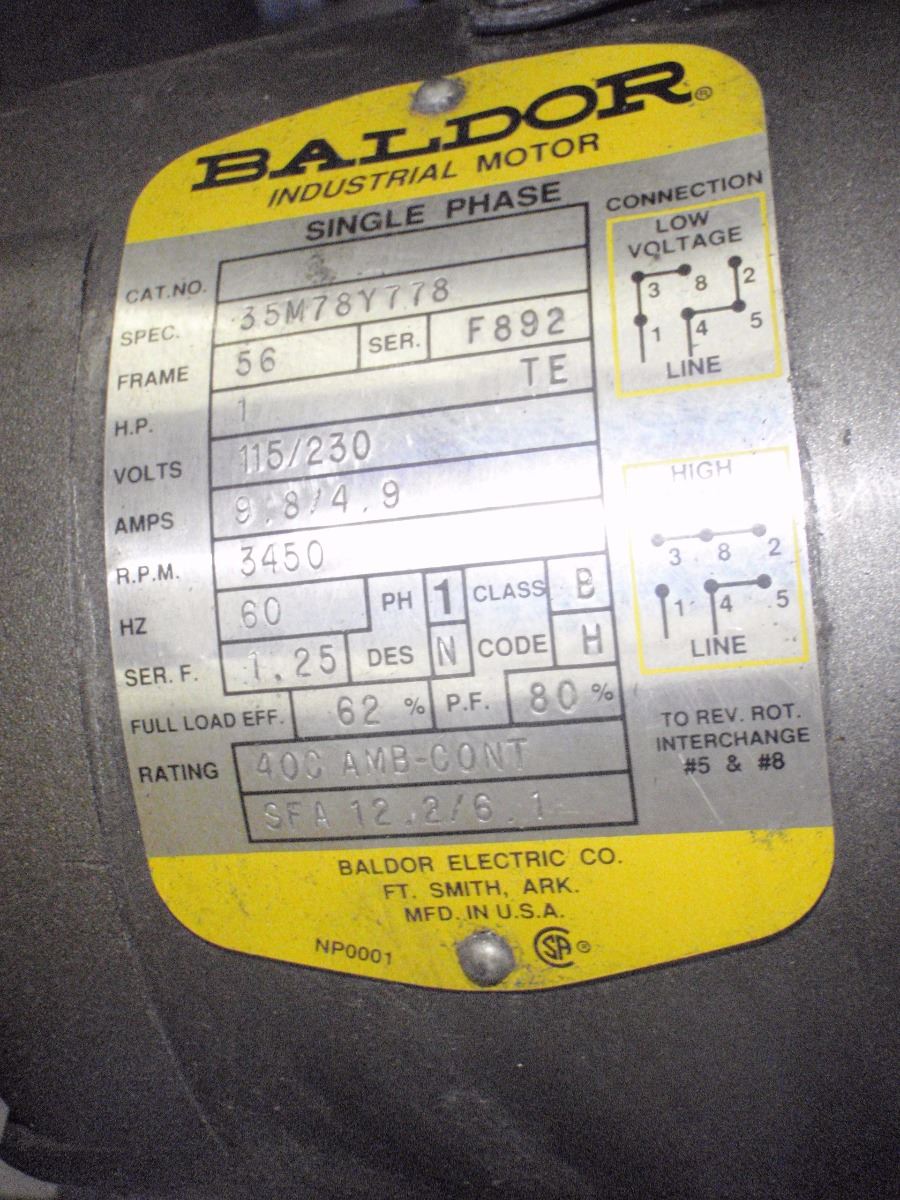 BALDOR®
INDUSTRIAL MOTOR
SINGLE PHASE
CAT.NO.
SPEC. 35M78Y778
FRAME 56 SER. F892
H.P. 1 TE
VOLTS 115/230
AMPS 9.8/4.9
R.P.M. 3450
HZ 60 PH 1 CLASS B
SER. F. 1.25 DES N CODE H
FULL LOAD EFF. 62 % P.F. 80 %
RATING 40C AMB-CONT
SFA 12.2/6.1
CONNECTION
LOW
VOLTAGE
3 8 2
1 4 5
LINE
HIGH
3 8 2
1 4 5
LINE
TO REV. ROT.
INTERCHANGE
#5 & #8
BALDOR ELECTRIC CO.
FT. SMITH, ARK.
MFD. IN U.S.A.
NP0001 SA ®